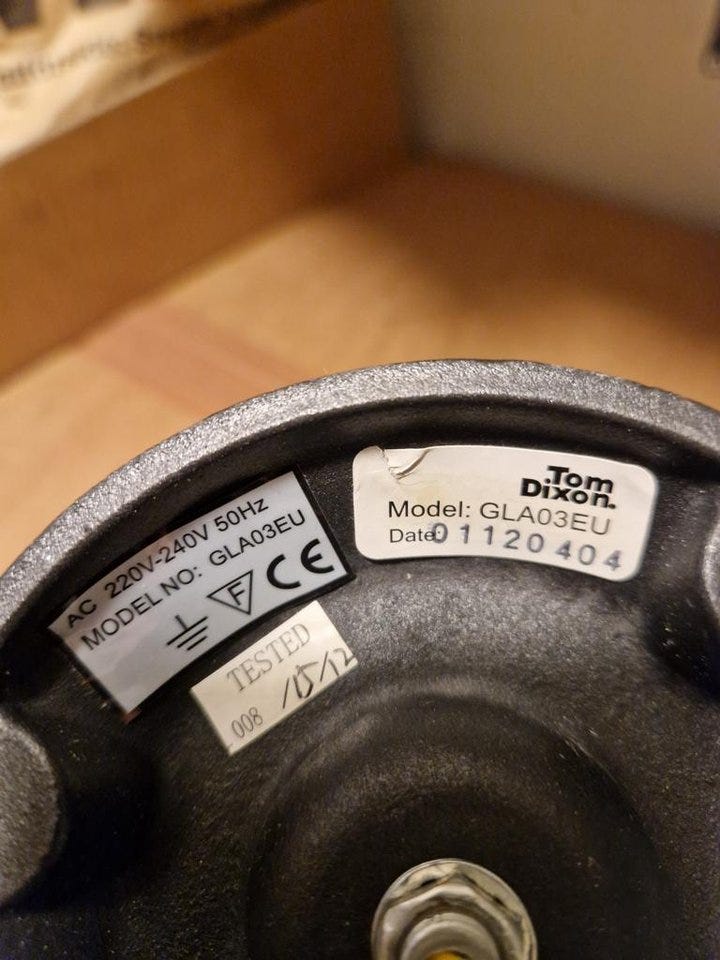 AC 220V-240V 50Hz
MODEL NO: GLA03EU
F CE
TESTED
008 /15/12
Tom
Dixon.
Model: GLA03EU
Date: 01120404